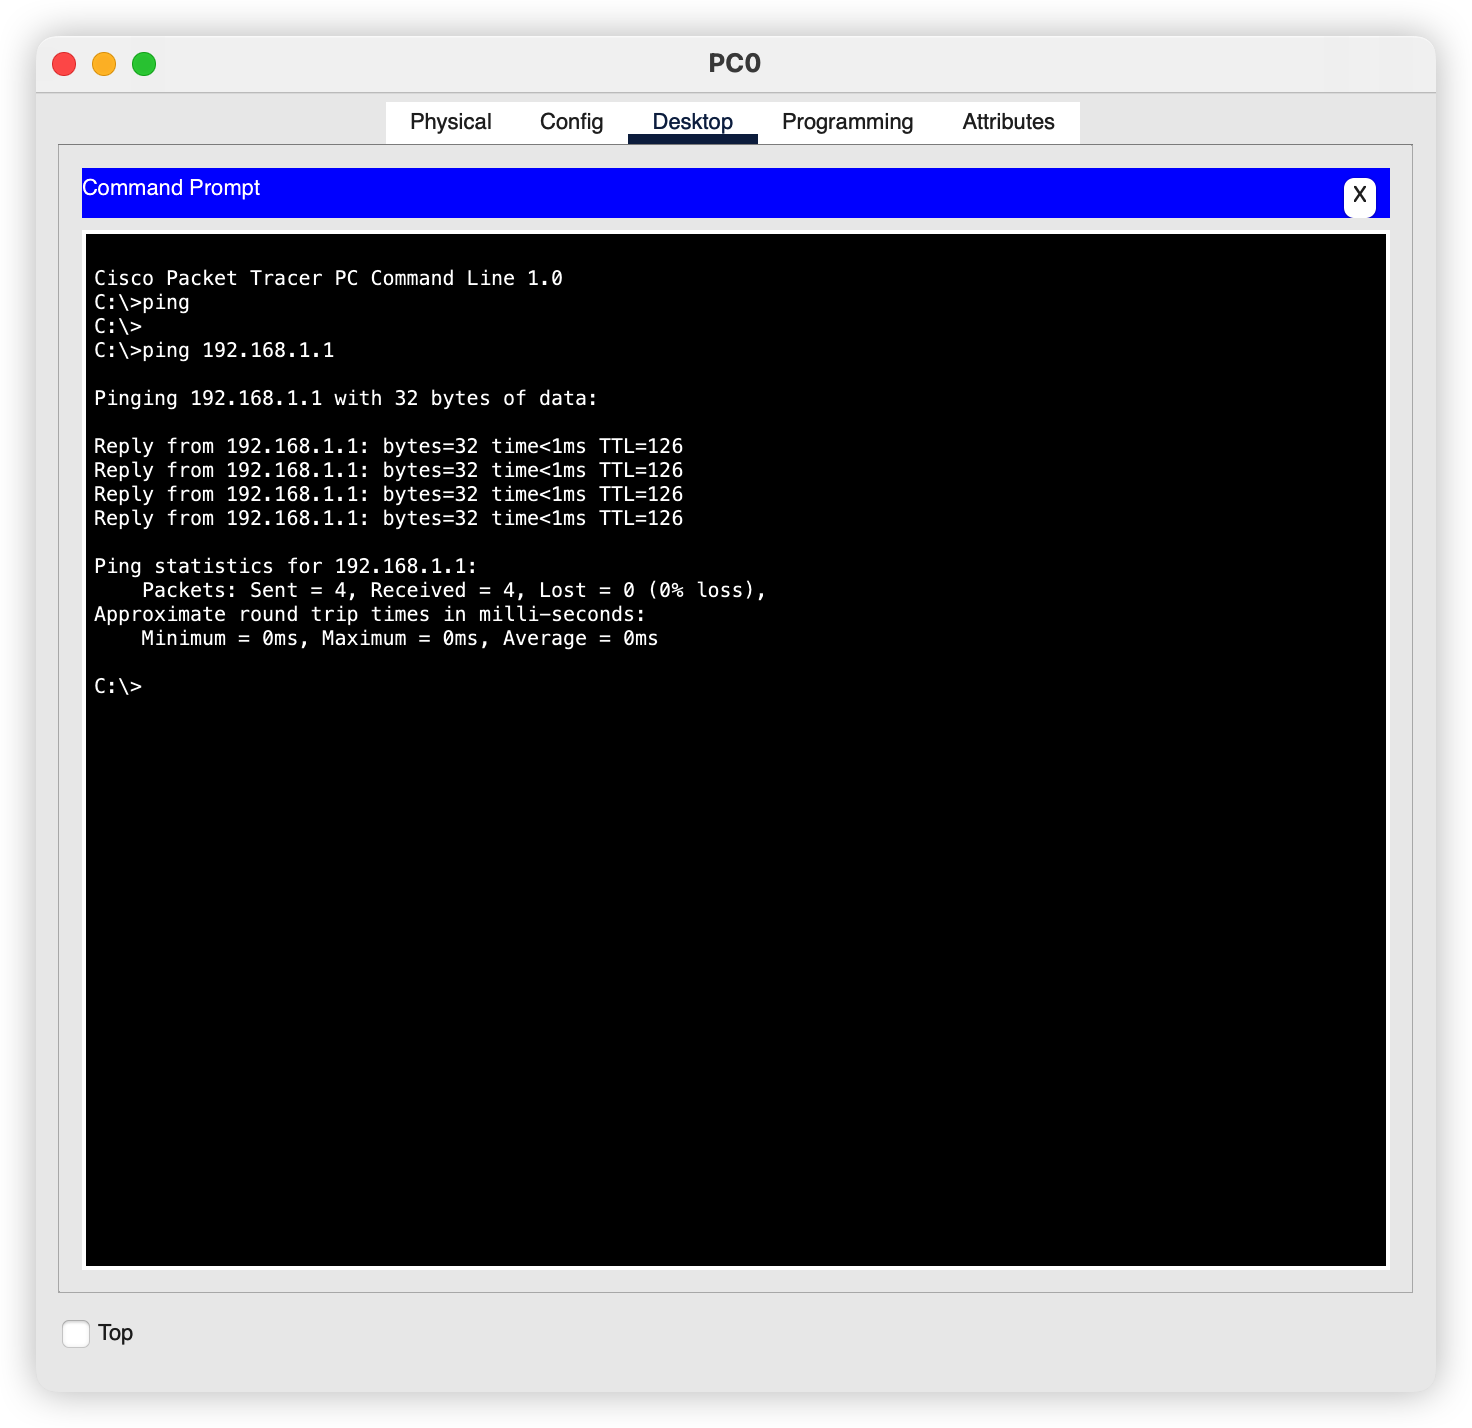 PC0
Physical Config Desktop Programming Attributes
Command Prompt X
Cisco Packet Tracer PC Command Line 1.0
C:\>ping
C:\>
C:\>ping 192.168.1.1
Pinging 192.168.1.1 with 32 bytes of data:
Reply from 192.168.1.1: bytes=32 time<1ms TTL=126
Reply from 192.168.1.1: bytes=32 time<1ms TTL=126
Reply from 192.168.1.1: bytes=32 time<1ms TTL=126
Reply from 192.168.1.1: bytes=32 time<1ms TTL=126
Ping statistics for 192.168.1.1:
    Packets: Sent = 4, Received = 4, Lost = 0 (0% loss),
Approximate round trip times in milli-seconds:
    Minimum = 0ms, Maximum = 0ms, Average = 0ms
C:\>
Top